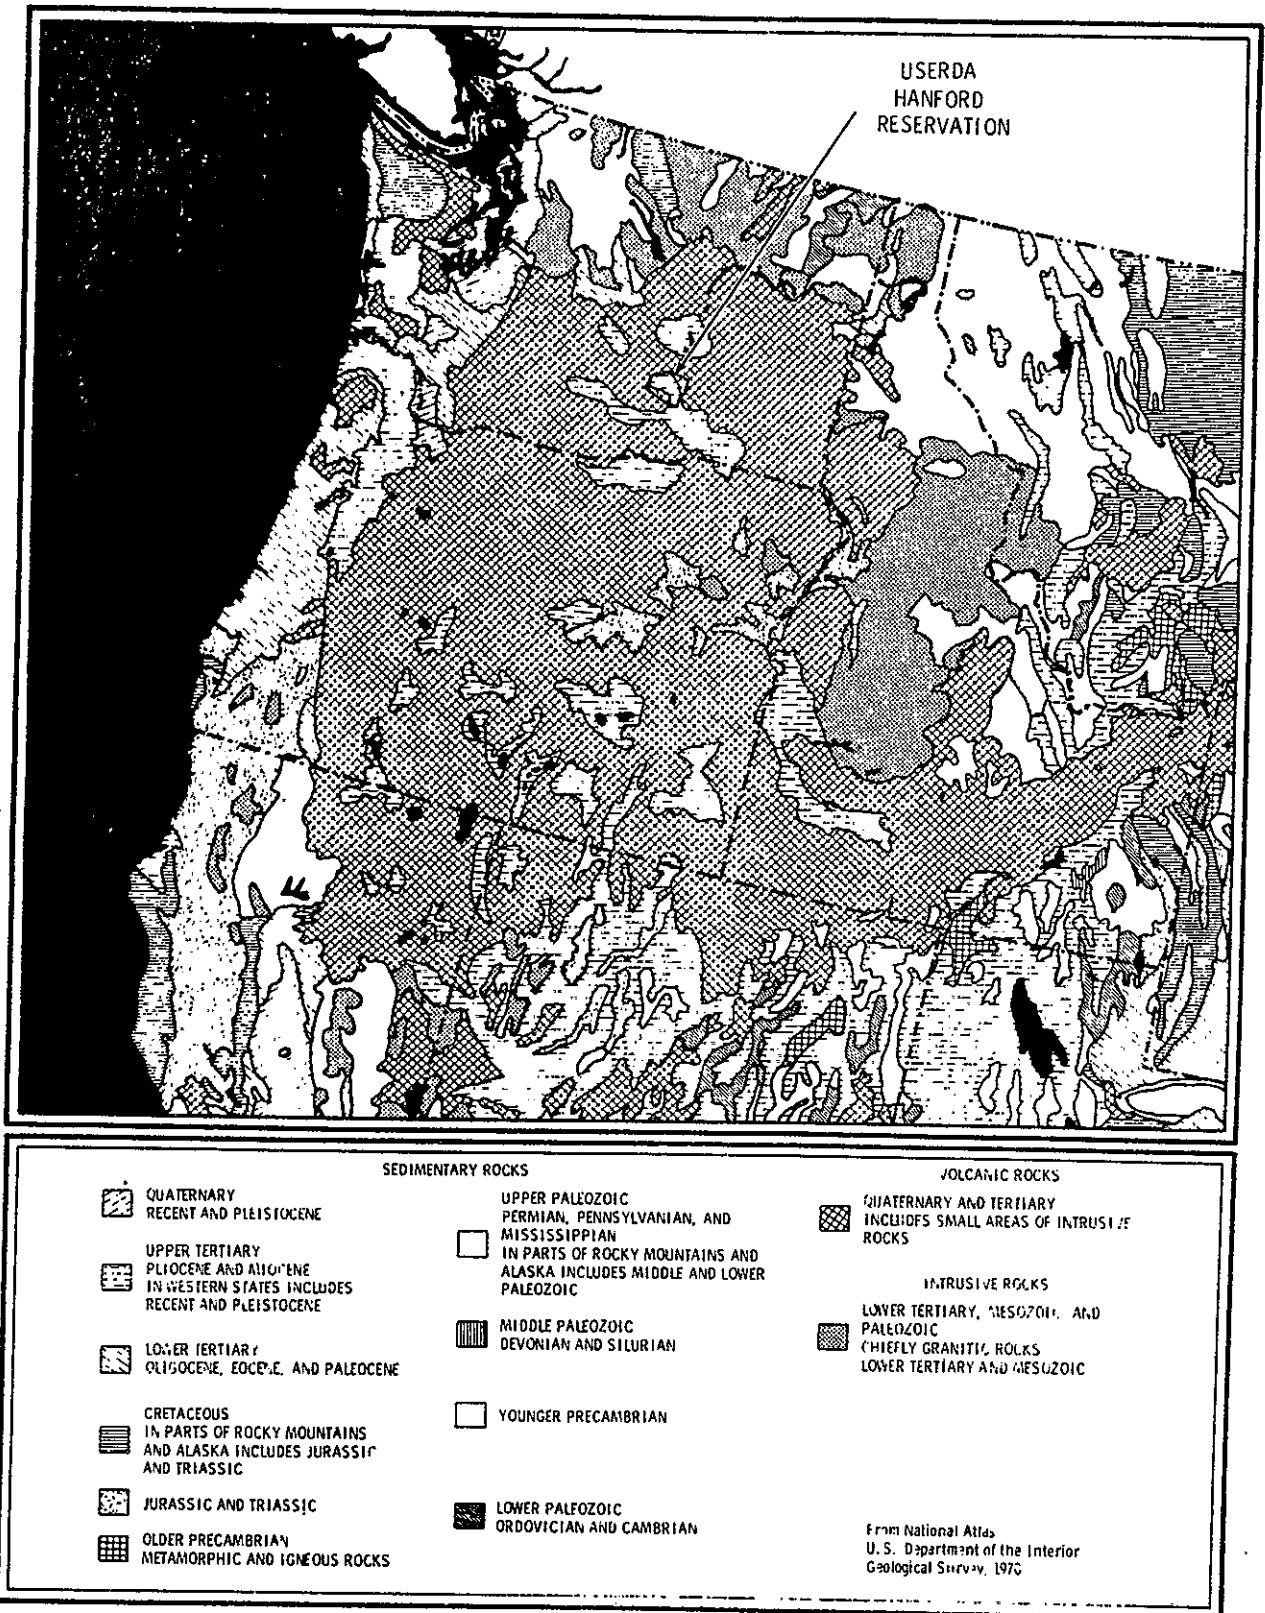 USERDA
HANFORD
RESERVATION
SEDIMENTARY ROCKS
QUATERNARY
RECENT AND PLEISTOCENE
UPPER TERTIARY
PLIOCENE AND MIOCENE
IN WESTERN STATES INCLUDES
RECENT AND PLEISTOCENE
LOWER TERTIARY
OLIGOCENE, EOCENE, AND PALEOCENE
CRETACEOUS
IN PARTS OF ROCKY MOUNTAINS
AND ALASKA INCLUDES JURASSIC
AND TRIASSIC
JURASSIC AND TRIASSIC
OLDER PRECAMBRIAN
METAMORPHIC AND IGNEOUS ROCKS
UPPER PALEOZOIC
PERMIAN, PENNSYLVANIAN, AND
MISSISSIPPIAN
IN PARTS OF ROCKY MOUNTAINS AND
ALASKA INCLUDES MIDDLE AND LOWER
PALEOZOIC
MIDDLE PALEOZOIC
DEVONIAN AND SILURIAN
YOUNGER PRECAMBRIAN
LOWER PALEOZOIC
ORDOVICIAN AND CAMBRIAN
VOLCANIC ROCKS
QUATERNARY AND TERTIARY
INCLUDES SMALL AREAS OF INTRUSIVE
ROCKS
INTRUSIVE ROCKS
LOWER TERTIARY, MESOZOIC, AND
PALEOZOIC
CHIEFLY GRANITIC ROCKS
LOWER TERTIARY AND MESOZOIC
From National Atlas
U. S. Department of the Interior
Geological Survey,